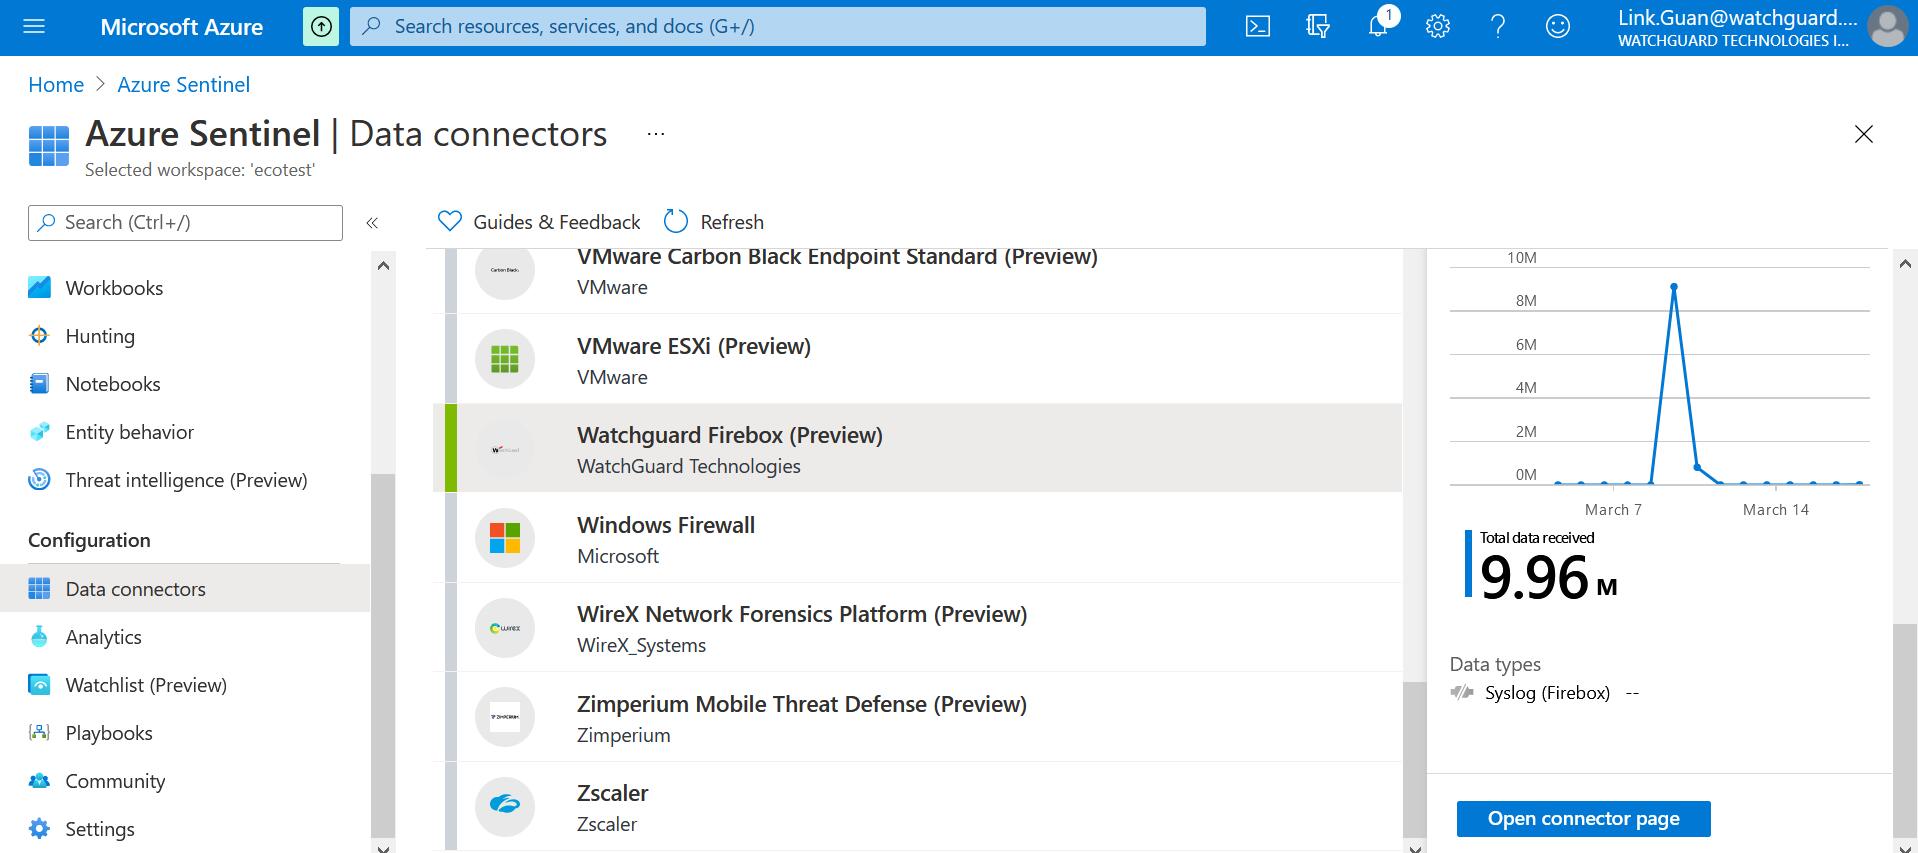 Microsoft Azure
Search resources, services, and docs (G+/)
1
Link.Guan@watchguard....
WATCHGUARD TECHNOLOGIES I...
Home > Azure Sentinel
Azure Sentinel | Data connectors
...
Selected workspace: 'ecotest'
Search (Ctrl+/)
«
Workbooks
Hunting
Notebooks
Entity behavior
Threat intelligence (Preview)
Configuration
Data connectors
Analytics
Watchlist (Preview)
Playbooks
Community
Settings
Guides & Feedback
Refresh
Carbon Black.
VMware Carbon Black Endpoint Standard (Preview)
VMware
VMware ESXi (Preview)
VMware
WatchGuard
Watchguard Firebox (Preview)
WatchGuard Technologies
Windows Firewall
Microsoft
WIREX
WireX Network Forensics Platform (Preview)
WireX_Systems
ZIMPERIUM
Zimperium Mobile Threat Defense (Preview)
Zimperium
Zscaler
Zscaler
10M
8M
6M
4M
2M
0M
March 7
March 14
Total data received
9.96 M
Data types
Syslog (Firebox) --
Open connector page